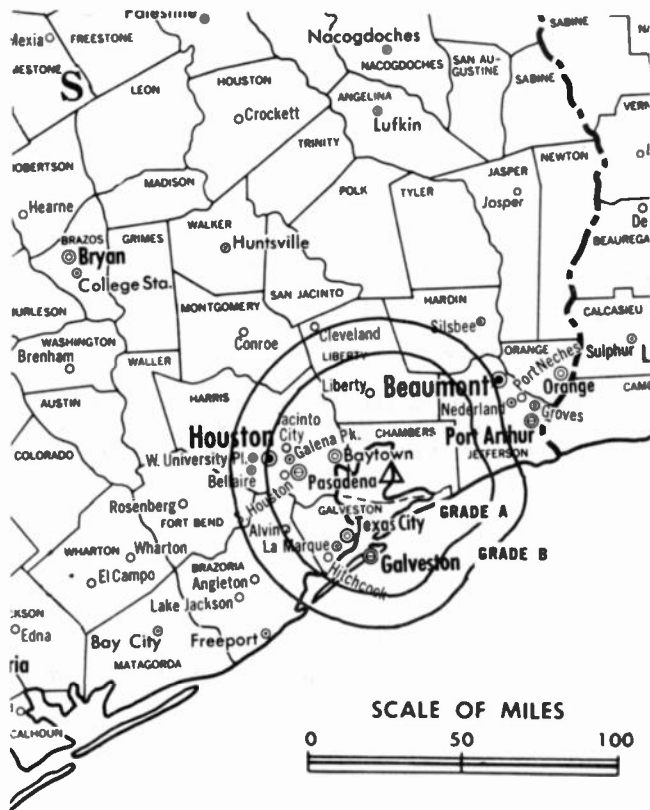 Palestine
SABINE
Mexia
FREESTONE
Nacogdoches
NACOGDOCHES
SAN AU-
GUSTINE
SABINE
S
LEON
HOUSTON
Crockett
ANGELINA
Lufkin
TRINITY
NEWTON
JASPER
Jasper
MADISON
POLK
TYLER
Hearne
WALKER
Huntsville
BRAZOS
Bryan
College Sta.
GRIMES
BEAUREGA
SAN JACINTO
MONTGOMERY
HARDIN
CALCASIEU
Cleveland
Silsbee
Conroe
WASHINGTON
Brenham
WALLER
LIBERTY
ORANGE
Port Neches
Sulphur
Liberty
Beaumont
Orange
AUSTIN
HARRIS
Nederland
Groves
Jacinto
City
CHAMBERS
Port Arthur
JEFFERSON
COLORADO
Houston
Galena Pk.
Baytown
W. University Pl.
Bellaire
Pasadena
S. Houston
Rosenberg
FORT BEND
GALVESTON
GRADE A
Alvin
Texas City
La Marque
GRADE B
WHARTON
Wharton
Galveston
Hitchcock
El Campo
BRAZORIA
Angleton
Lake Jackson
Edna
Bay City
Freeport
MATAGORDA
CALHOUN
SCALE OF MILES
0 50 100